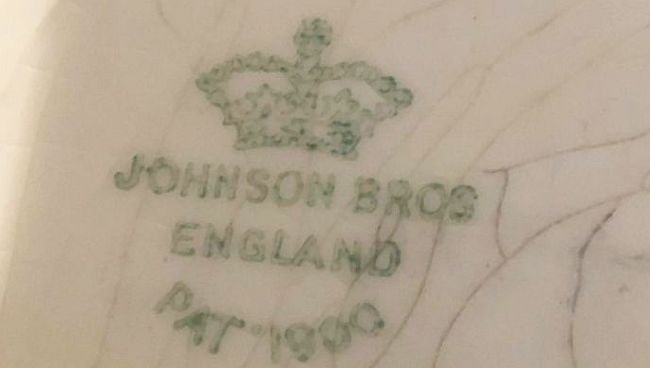 JOHNSON BROS
ENGLAND
PAT. 1900